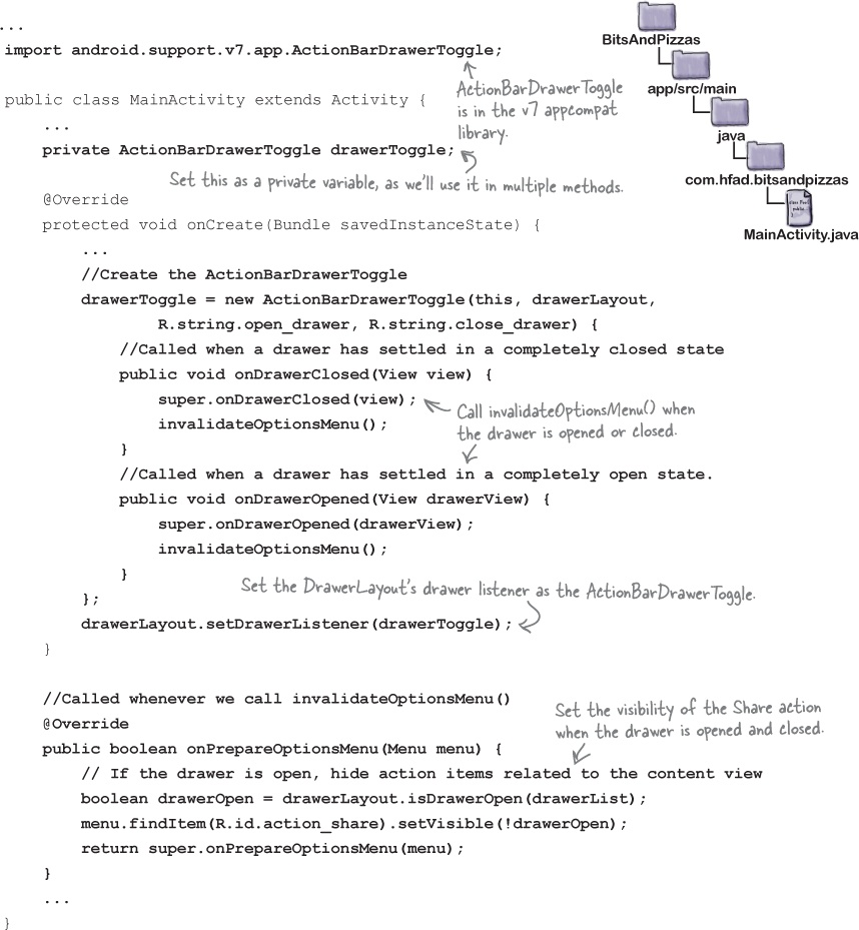 ...
import android.support.v7.app.ActionBarDrawerToggle;
BitsAndPizzas
app/src/main
java
com.hfad.bitsandpizzas
MainActivity.java
ActionBarDrawerToggle
is in the v7 appcompat
library.
public class MainActivity extends Activity {
...
private ActionBarDrawerToggle drawerToggle;
Set this as a private variable, as we'll use it in multiple methods.
@Override
protected void onCreate(Bundle savedInstanceState) {
...
//Create the ActionBarDrawerToggle
drawerToggle = new ActionBarDrawerToggle(this, drawerLayout,
R.string.open_drawer, R.string.close_drawer) {
//Called when a drawer has settled in a completely closed state
public void onDrawerClosed(View view) {
super.onDrawerClosed(view);
invalidateOptionsMenu();
}
Call invalidateOptionsMenu() when
the drawer is opened or closed.
//Called when a drawer has settled in a completely open state.
public void onDrawerOpened(View drawerView) {
super.onDrawerOpened(drawerView);
invalidateOptionsMenu();
}
Set the DrawerLayout's drawer listener as the ActionBarDrawerToggle.
};
drawerLayout.setDrawerListener(drawerToggle);
}
//Called whenever we call invalidateOptionsMenu()
@Override
public boolean onPrepareOptionsMenu(Menu menu) {
Set the visibility of the Share action
when the drawer is opened and closed.
// If the drawer is open, hide action items related to the content view
boolean drawerOpen = drawerLayout.isDrawerOpen(drawerList);
menu.findItem(R.id.action_share).setVisible(!drawerOpen);
return super.onPrepareOptionsMenu(menu);
}
...
}